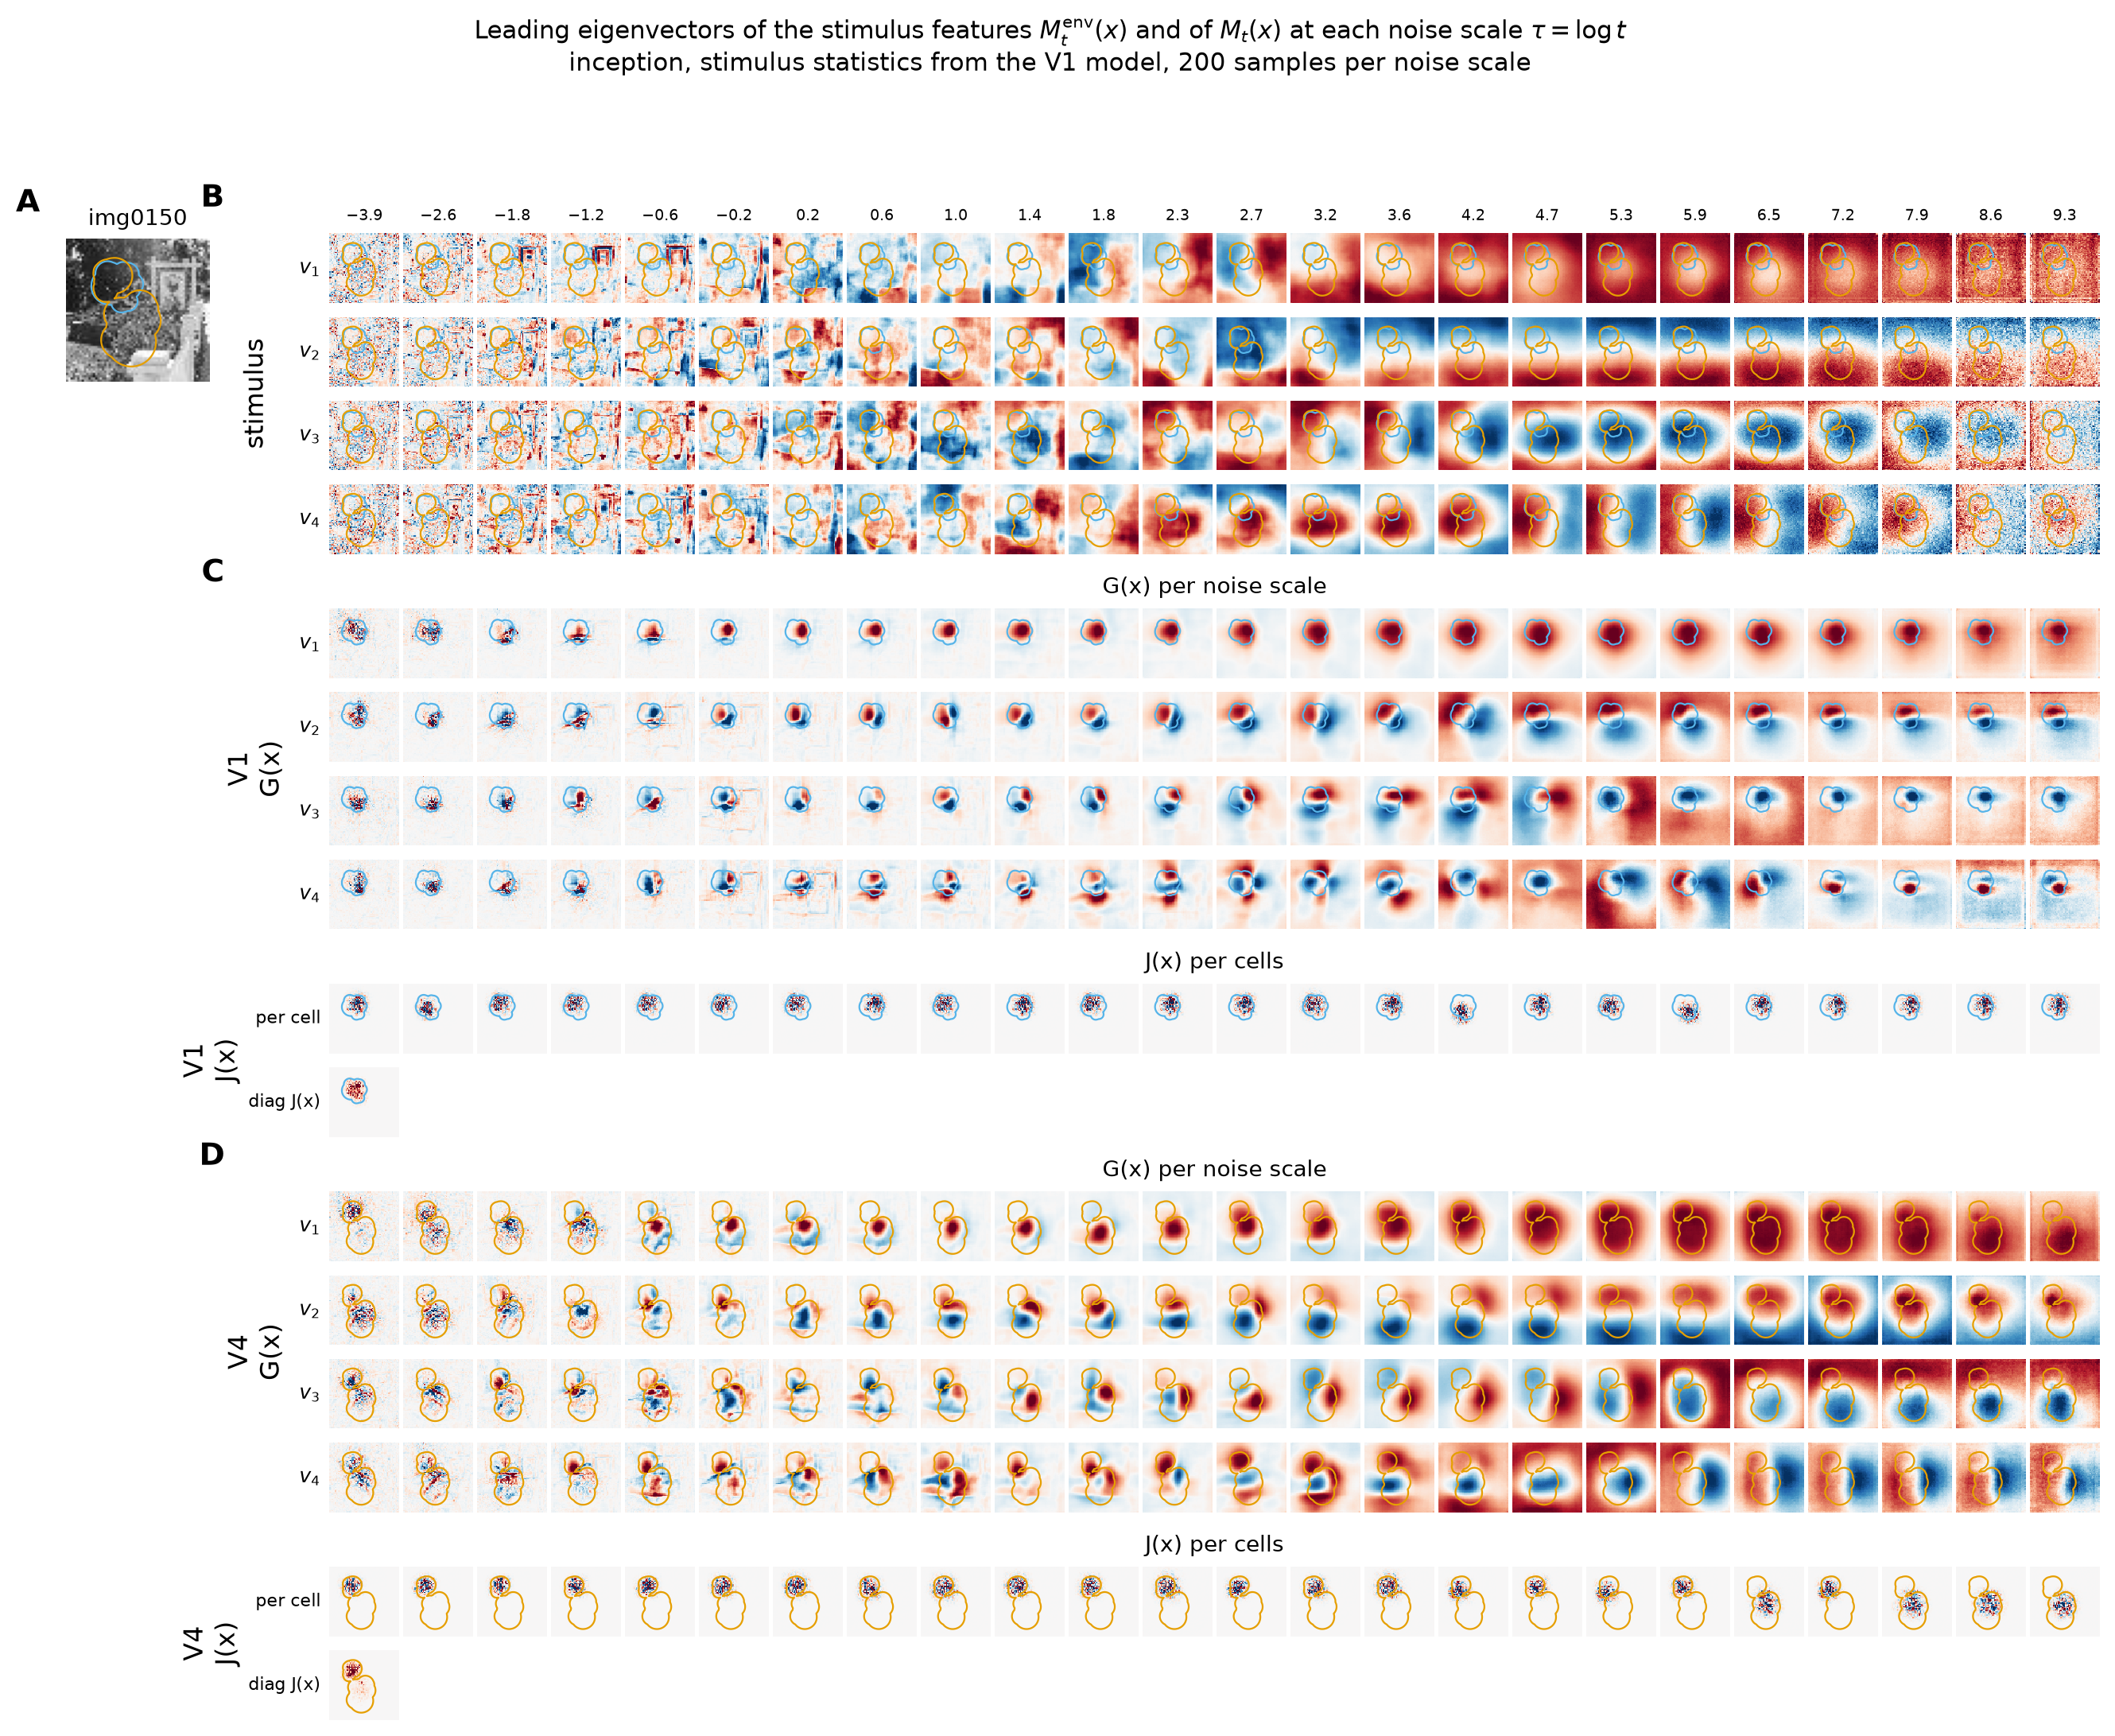 Leading eigenvectors of the stimulus features M_t^env(x) and of M_t(x) at each noise scale τ = log t
inception, stimulus statistics from the V1 model, 200 samples per noise scale
A
img0150
B
−3.9 −2.6 −1.8 −1.2 −0.6 −0.2 0.2 0.6 1.0 1.4 1.8 2.3 2.7 3.2 3.6 4.2 4.7 5.3 5.9 6.5 7.2 7.9 8.6 9.3
stimulus
v1
v2
v3
v4
C
G(x) per noise scale
V1
G(x)
v1
v2
v3
v4
J(x) per cells
V1
J(x)
per cell
diag J(x)
D
G(x) per noise scale
V4
G(x)
v1
v2
v3
v4
J(x) per cells
V4
J(x)
per cell
diag J(x)